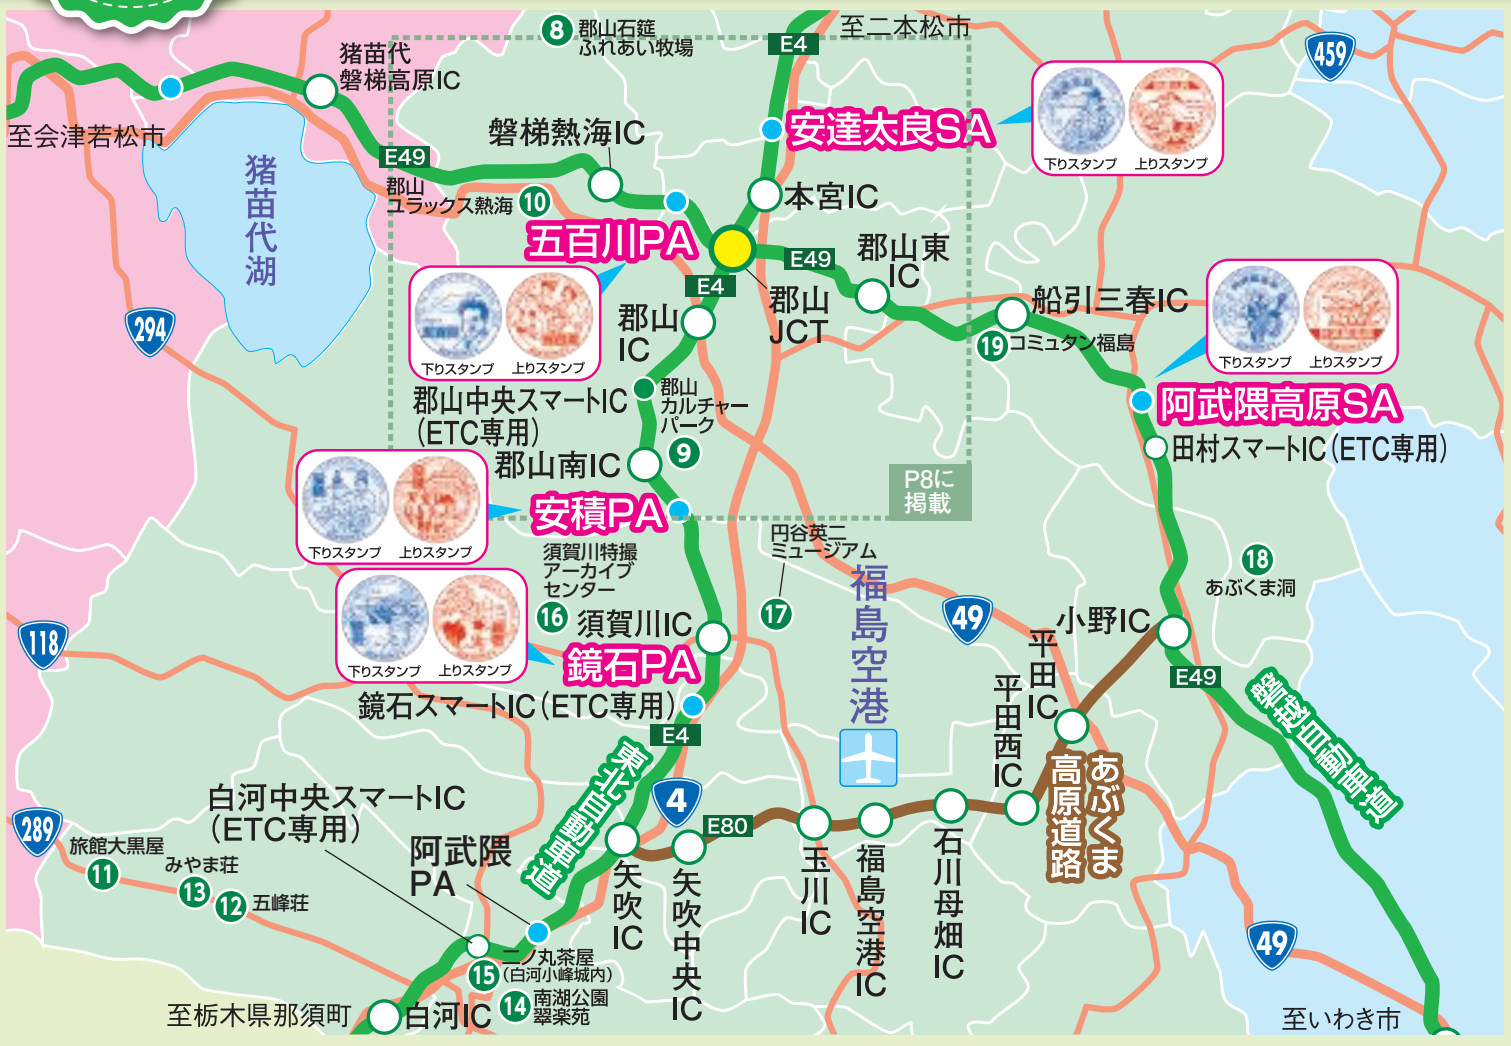 8
郡山石筵
ふれあい牧場
E4
至二本松市
459
猪苗代
磐梯高原IC
至会津若松市
E49
磐梯熱海IC
安達太良SA
下りスタンプ
上りスタンプ
猪苗代湖
郡山
ユラックス熱海
10
本宮IC
五百川PA
下りスタンプ
上りスタンプ
E49
郡山東
IC
E4
郡山
JCT
郡山
IC
船引三春IC
19
コミュタン福島
下りスタンプ
上りスタンプ
阿武隈高原SA
294
郡山中央スマートIC
(ETC専用)
郡山
カルチャー
パーク
9
田村スマートIC(ETC専用)
郡山南IC
P8に
掲載
下りスタンプ
上りスタンプ
安積PA
須賀川特撮
アーカイブ
センター
16
円谷英二
ミュージアム
17
福島空港
18
あぶくま洞
下りスタンプ
上りスタンプ
須賀川IC
鏡石PA
118
49
小野IC
平田IC
平田西IC
E49
磐越自動車道
鏡石スマートIC(ETC専用)
E4
東北自動車道
4
E80
あぶくま
高原道路
白河中央スマートIC
(ETC専用)
阿武隈
PA
289
旅館大黒屋
11
みやま荘
13
12
五峰荘
矢吹IC
矢吹中央IC
玉川IC
福島空港IC
石川母畑IC
49
二ノ丸茶屋
(白河小峰城内)
15
14
南湖公園
翠楽苑
白河IC
至栃木県那須町
至いわき市